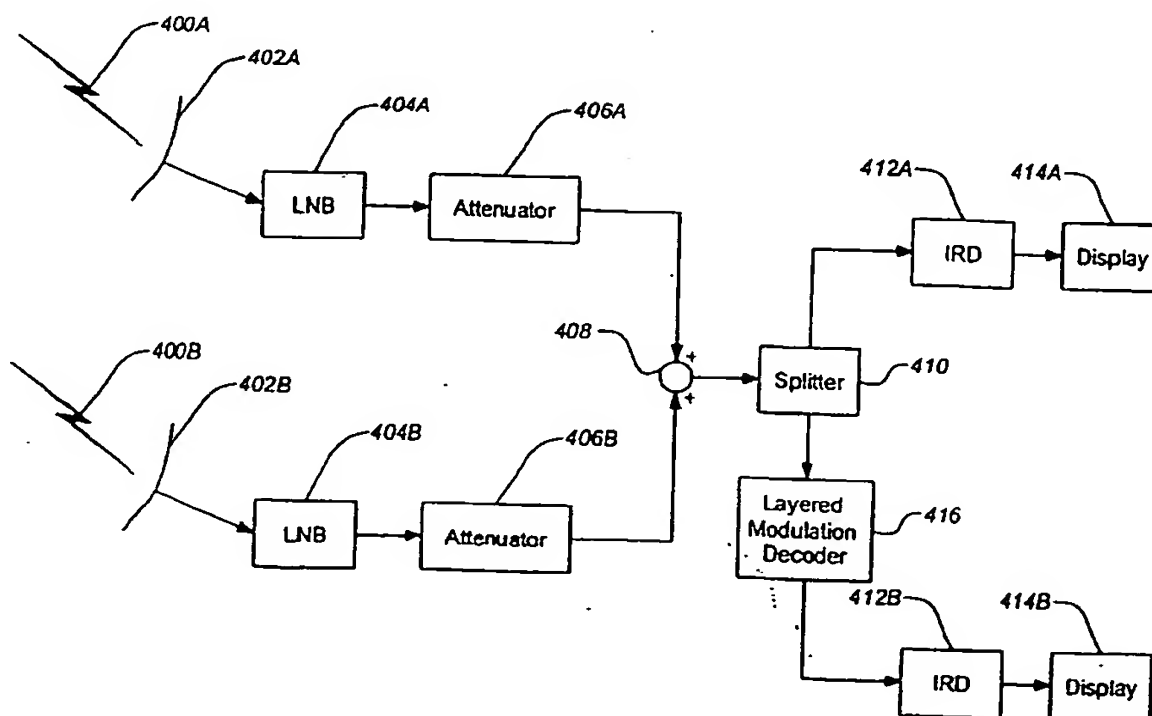 400A
402A
404A
406A
LNB
Attenuator
412A
414A
IRD
Display
400B
402B
404B
406B
LNB
Attenuator
408
+
+
Splitter
410
Layered
Modulation
Decoder
416
412B
414B
IRD
Display